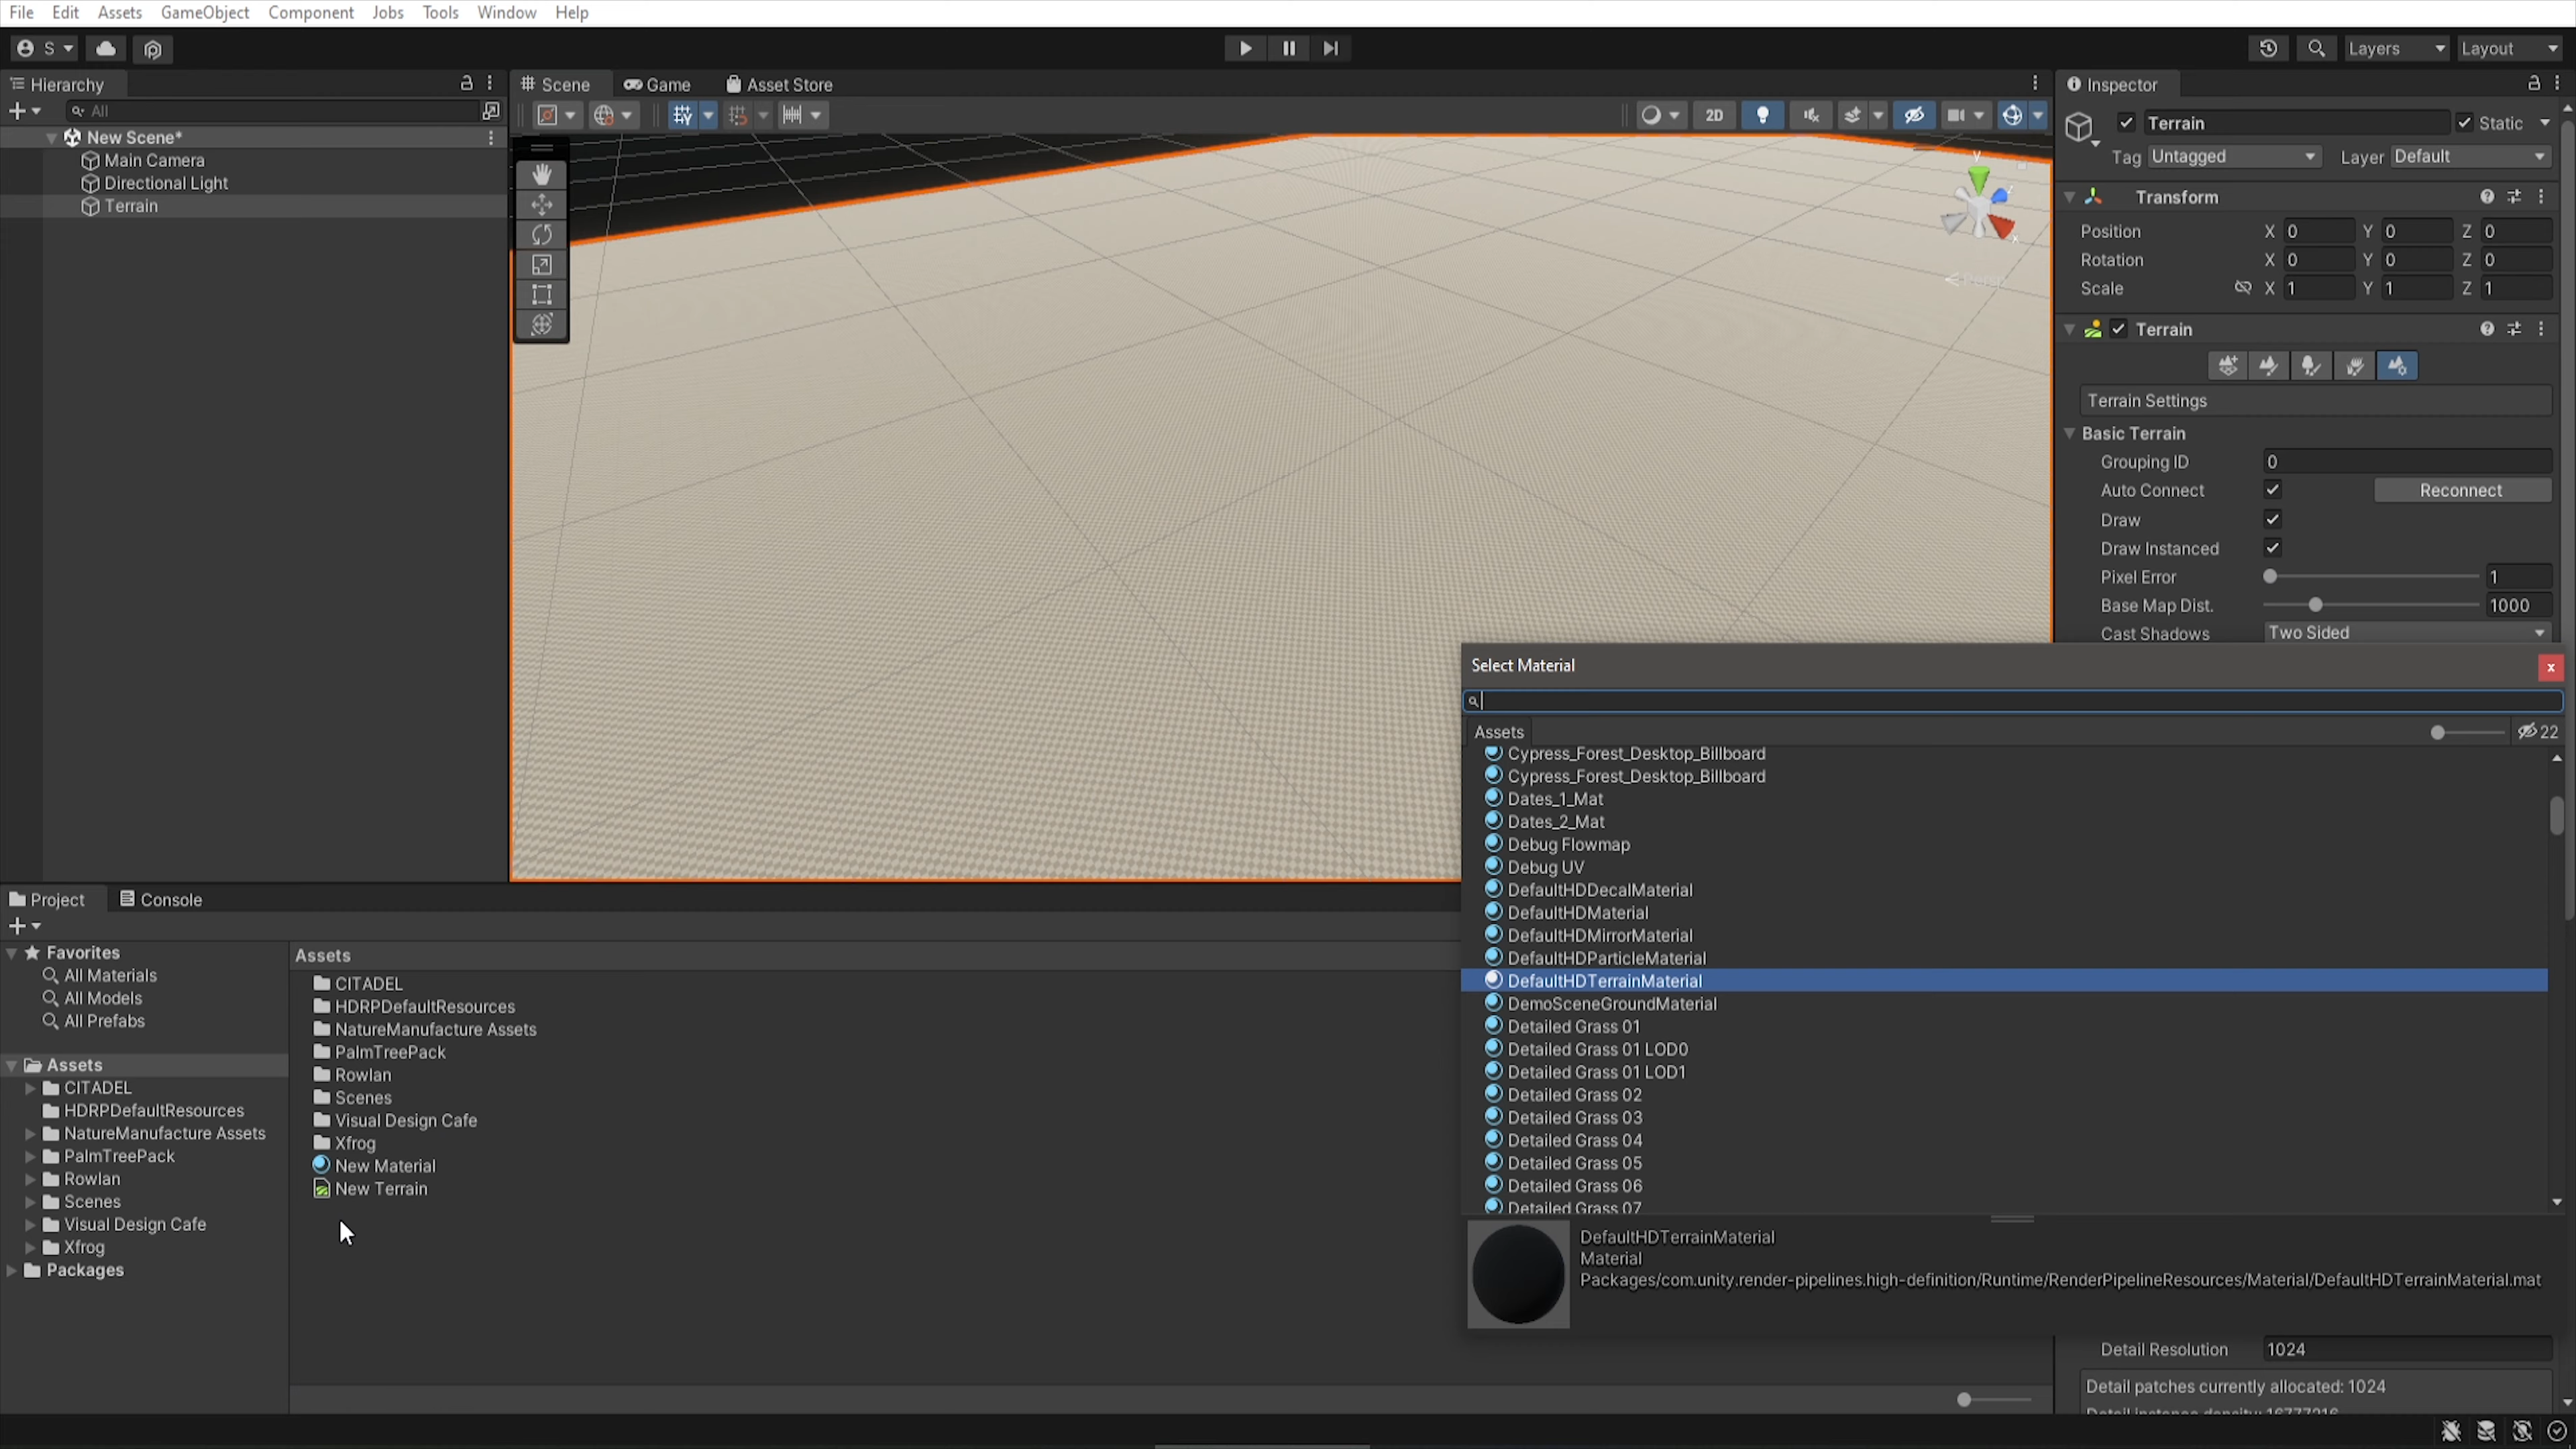 File Edit Assets GameObject Component Jobs Tools Window Help
S
Layers Layout
Hierarchy
All
New Scene*
Main Camera
Directional Light
Terrain
Scene Game Asset Store
2D
y
x
Inspector
Terrain Static
Tag Untagged Layer Default
Transform
Position X 0 Y 0 Z 0
Rotation X 0 Y 0 Z 0
Scale X 1 Y 1 Z 1
Terrain
Terrain Settings
Basic Terrain
Grouping ID 0
Auto Connect Reconnect
Draw
Draw Instanced
Pixel Error 1
Base Map Dist. 1000
Cast Shadows Two Sided
Select Material
x
Assets 22
Cypress_Forest_Desktop_Billboard
Cypress_Forest_Desktop_Billboard
Dates_1_Mat
Dates_2_Mat
Debug Flowmap
Debug UV
DefaultHDDecalMaterial
DefaultHDMaterial
DefaultHDMirrorMaterial
DefaultHDParticleMaterial
DefaultHDTerrainMaterial
DemoSceneGroundMaterial
Detailed Grass 01
Detailed Grass 01 LOD0
Detailed Grass 01 LOD1
Detailed Grass 02
Detailed Grass 03
Detailed Grass 04
Detailed Grass 05
Detailed Grass 06
Detailed Grass 07
DefaultHDTerrainMaterial
Material
Packages/com.unity.render-pipelines.high-definition/Runtime/RenderPipelineResources/Material/DefaultHDTerrainMaterial.mat
Detail Resolution 1024
Detail patches currently allocated: 1024
Detail instance density: 16777216
Project Console
Favorites
All Materials
All Models
All Prefabs
Assets
CITADEL
HDRPDefaultResources
NatureManufacture Assets
PalmTreePack
Rowlan
Scenes
Visual Design Cafe
Xfrog
Packages
Assets
CITADEL
HDRPDefaultResources
NatureManufacture Assets
PalmTreePack
Rowlan
Scenes
Visual Design Cafe
Xfrog
New Material
New Terrain